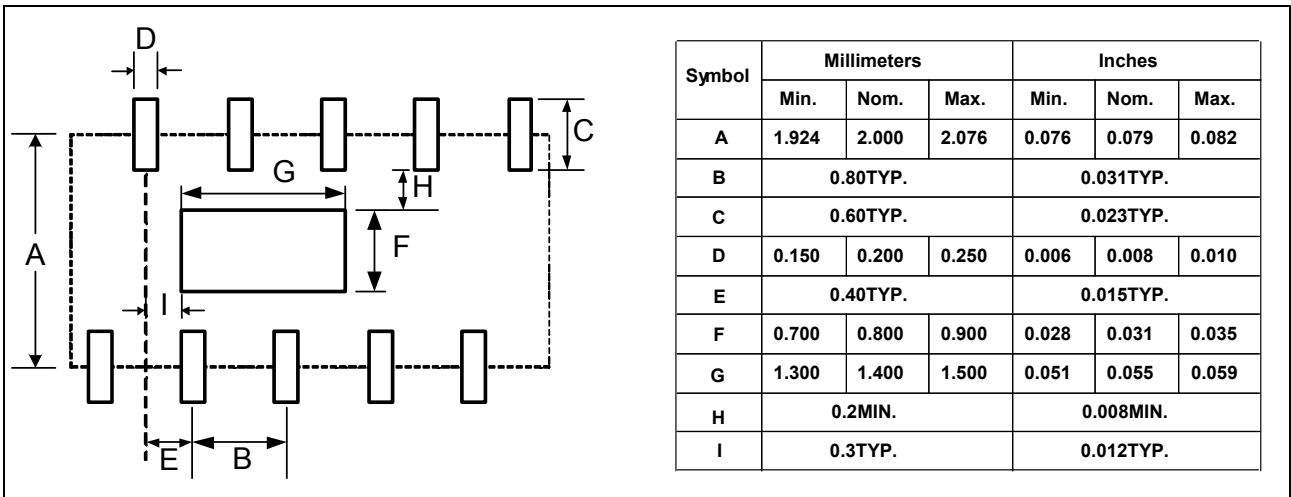 D
C
G
H
A
F
I
E
B
Symbol Millimeters Inches
Min. Nom. Max. Min. Nom. Max.
A 1.924 2.000 2.076 0.076 0.079 0.082
B 0.80TYP. 0.031TYP.
C 0.60TYP. 0.023TYP.
D 0.150 0.200 0.250 0.006 0.008 0.010
E 0.40TYP. 0.015TYP.
F 0.700 0.800 0.900 0.028 0.031 0.035
G 1.300 1.400 1.500 0.051 0.055 0.059
H 0.2MIN. 0.008MIN.
I 0.3TYP. 0.012TYP.